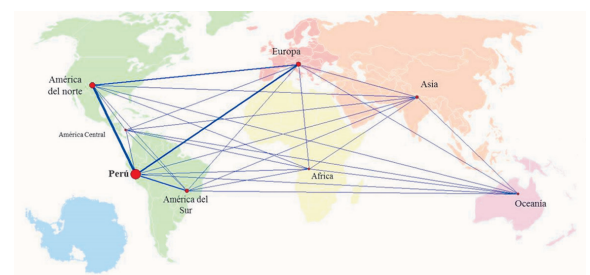 Europa
América
del norte
Asia
América Central
Perú
Africa
América del
Sur
Oceanía